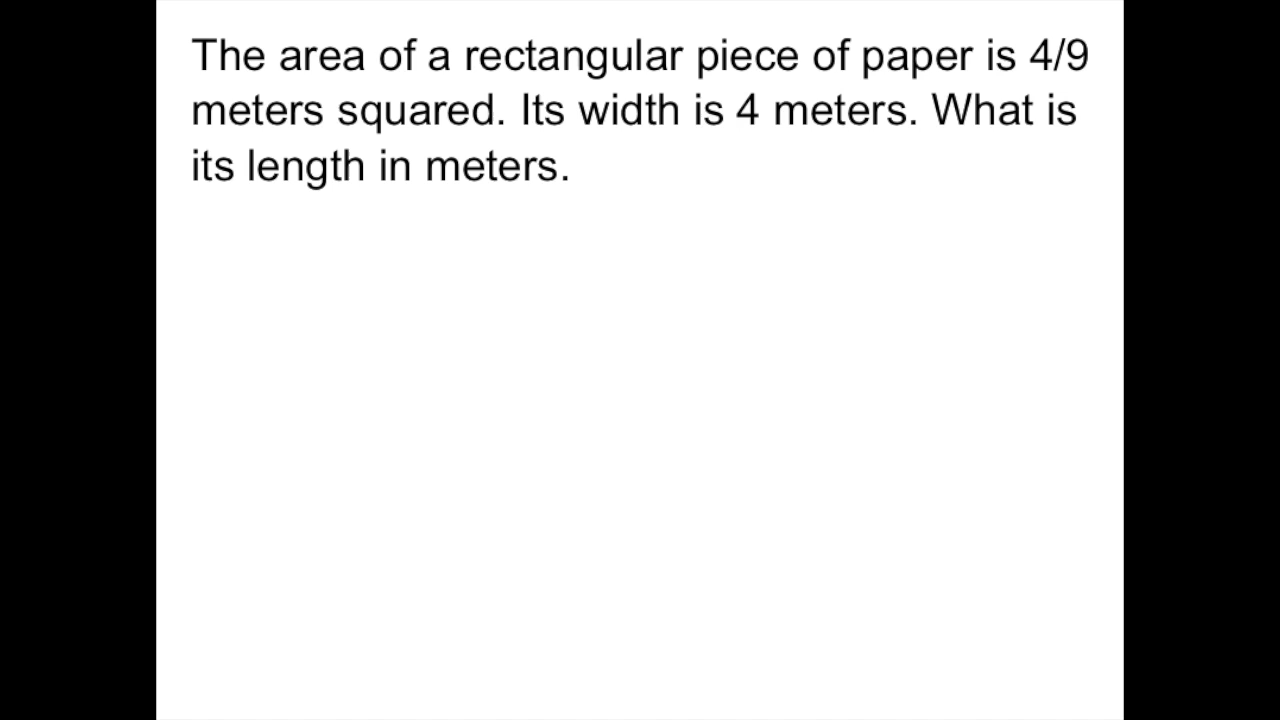 The area of a rectangular piece of paper is 4/9
meters squared. Its width is 4 meters. What is
its length in meters.